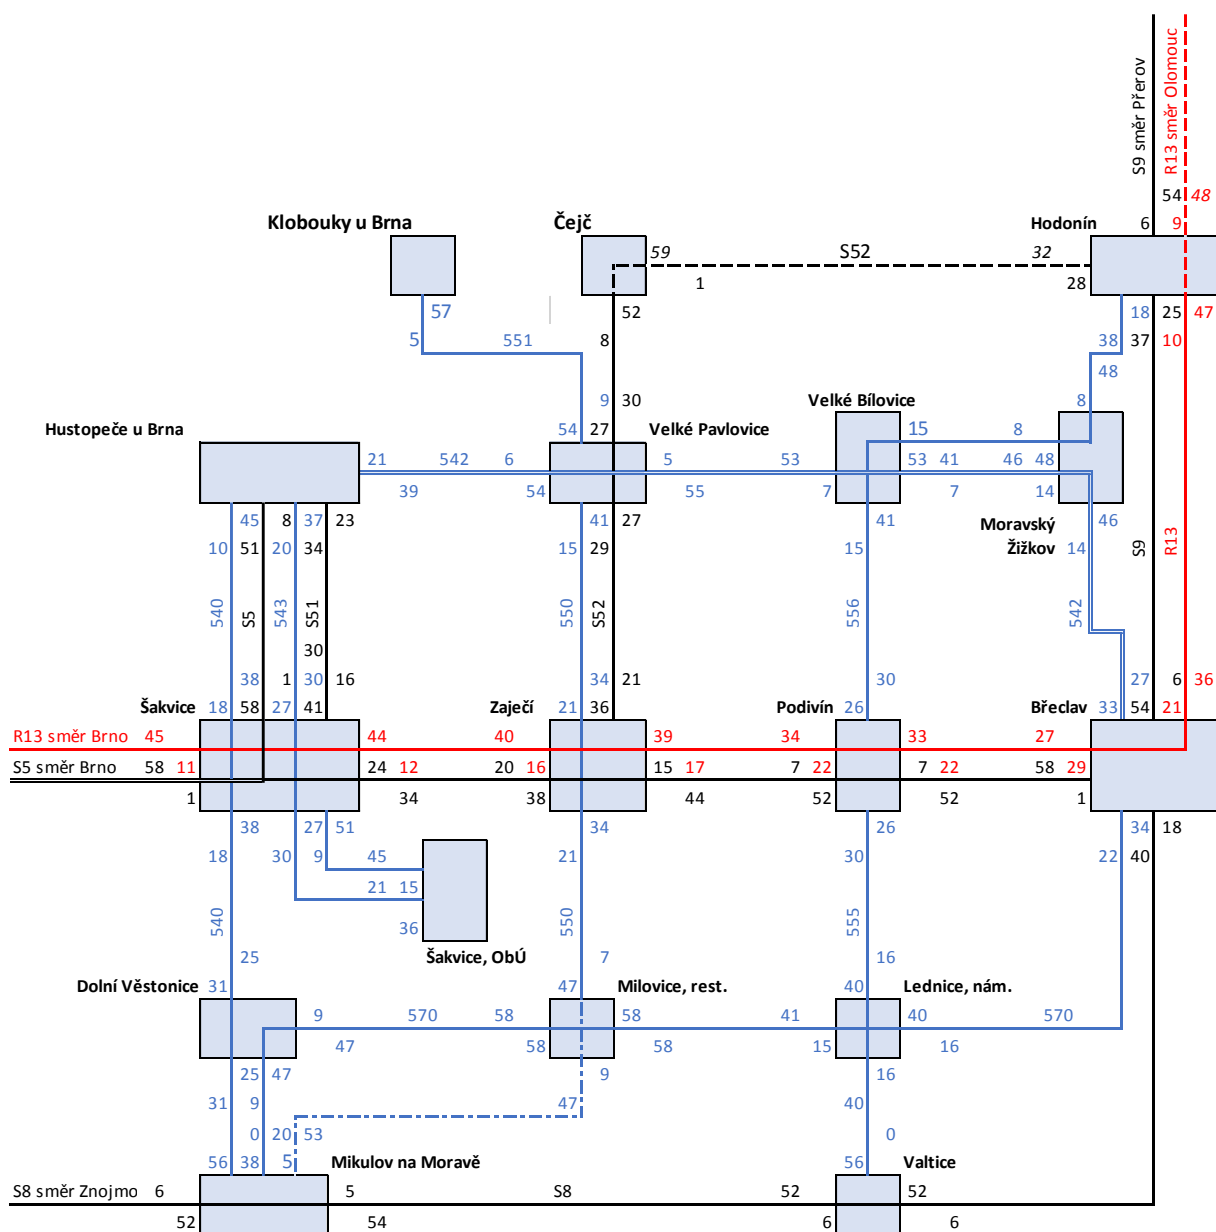 S9 směr Přerov
R13 směr Olomouc
54 48
Klobouky u Brna Čejč Hodonín 6 9
59 S52 32
1 28
57 52 18 25 47
5 551 8 38 37 10
48
9 30 Velké Bílovice 8
Hustopeče u Brna 54 27 Velké Pavlovice 15 8
21 542 6 5 53 53 41 46 48
39 54 55 7 7 14
45 8 37 23 41 27 41 Moravský 46
10 51 20 34 15 29 15 Žižkov 14
540 S5 543 S51 550 S52 556 542 S9 R13
30
38 1 30 16 34 21 30 27 6 36
Šakvice 18 58 27 41 Zaječí 21 36 Podivín 26 Břeclav 33 54 21
R13 směr Brno 45 44 40 39 34 33 27
S5 směr Brno 58 11 24 12 20 16 15 17 7 22 7 22 58 29
1 34 38 44 52 52 1
38 27 51 34 26 34 18
18 30 9 45 21 30 22 40
21 15
540 36 550 555
25 Šakvice, ObÚ 7 16
Dolní Věstonice 31 47 Milovice, rest. 40 Lednice, nám.
9 570 58 58 41 40 570
47 58 58 15 16
25 47 9 16
31 9 47 40
0 20 53 0
56 38 5 Mikulov na Moravě 56 Valtice
S8 směr Znojmo 6 5 S8 52 52
52 54 6 6